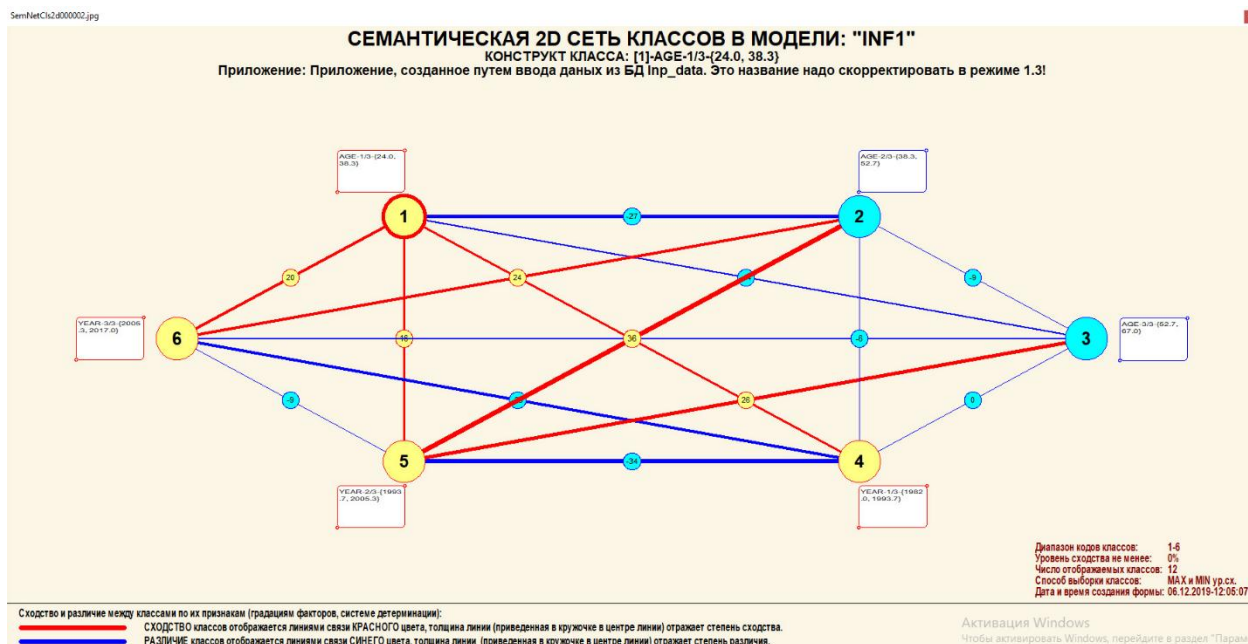 SemNetCls2d000002.jpg
СЕМАНТИЧЕСКАЯ 2D СЕТЬ КЛАССОВ В МОДЕЛИ: "INF1"
КОНСТРУКТ КЛАССА: [1]-AGE-1/3-{24.0, 38.3}
Приложение: Приложение, созданное путем ввода даных из БД Inp_data. Это название надо скорректировать в режиме 1.3!
AGE-1/3-{24.0,
38.3}
AGE-2/3-{38.3,
52.7}
1
-27
2
20
24
-9
YEAR-3/3-{2005
.3, 2017.0}
6
16
36
-6
3
AGE-3/3-{52.7,
67.0}
-9
26
0
5
-34
4
YEAR-2/3-{1993
.7, 2005.3}
YEAR-1/3-{1982
.0, 1993.7}
Диапазон кодов классов: 1-6
Уровень сходства не менее: 0%
Число отображаемых классов: 12
Способ выборки классов: MAX и MIN ур.сх.
Дата и время создания формы: 06.12.2019-12:05:07
Сходство и различие между классами по их признакам (градациям факторов, системе детерминации):
СХОДСТВО классов отображается линиями связи КРАСНОГО цвета, толщина линии (приведенная в кружочке в центре линии) отражает степень сходства.
РАЗЛИЧИЕ классов отображается линиями связи СИНЕГО цвета, толщина линии (приведенная в кружочке в центре линии) отражает степень различия.
Активация Windows
Чтобы активировать Windows, перейдите в раздел "Парам